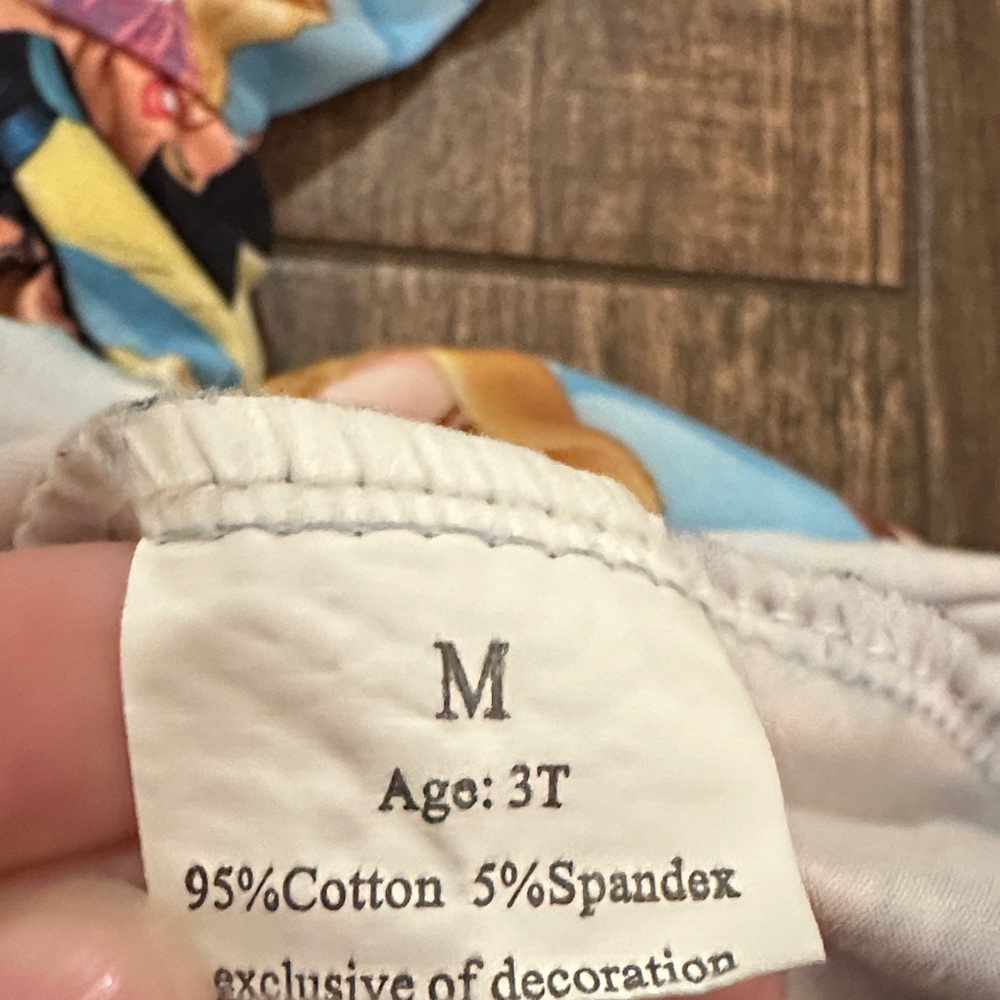 M
Age: 3T
95%Cotton 5%Spandex
exclusive of decoration